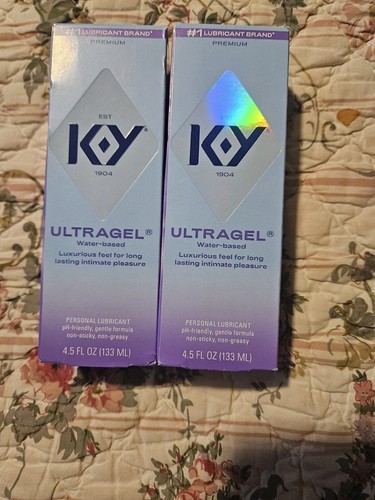 #1 LUBRICANT BRAND*
PREMIUM
EST
K-Y®
1904
ULTRAGEL®
Water-based
Luxurious feel for long
lasting intimate pleasure
PERSONAL LUBRICANT
pH-friendly, gentle formula
non-sticky, non-greasy
4.5 FL OZ (133 ML)
#1 LUBRICANT BRAND*
PREMIUM
K-Y®
1904
ULTRAGEL®
Water-based
Luxurious feel for long
lasting intimate pleasure
PERSONAL LUBRICANT
pH-friendly, gentle formula
non-sticky, non-greasy
4.5 FL OZ (133 ML)